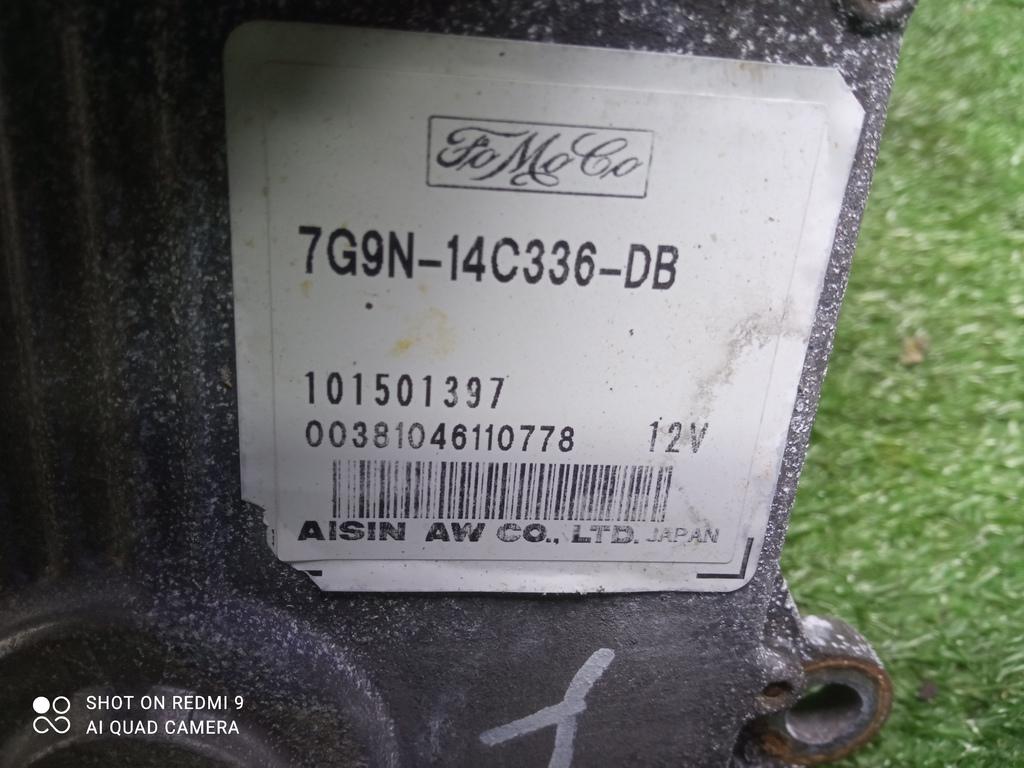 FoMoCo
7G9N-14C336-DB
101501397
00381046110778 12V
AISIN AW CO., LTD. JAPAN
SHOT ON REDMI 9
AI QUAD CAMERA